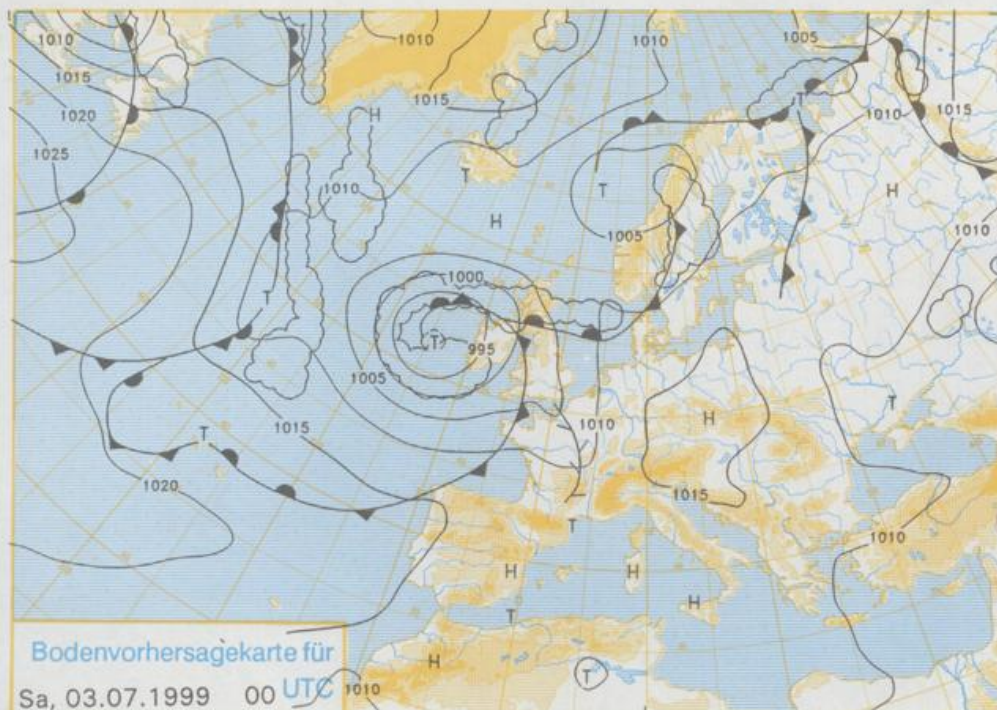 1010 1010 1010 1005
1015 1015 1010 1015
1020
H T
1025
T T H
1010 H 1005 1010
1000
T
T 995
1005
T H T
1015 1010
1020 1015
T 1010
H H
T H
H
Bodenvorhersagekarte für
T
Sa, 03.07.1999 00 UTC
1010